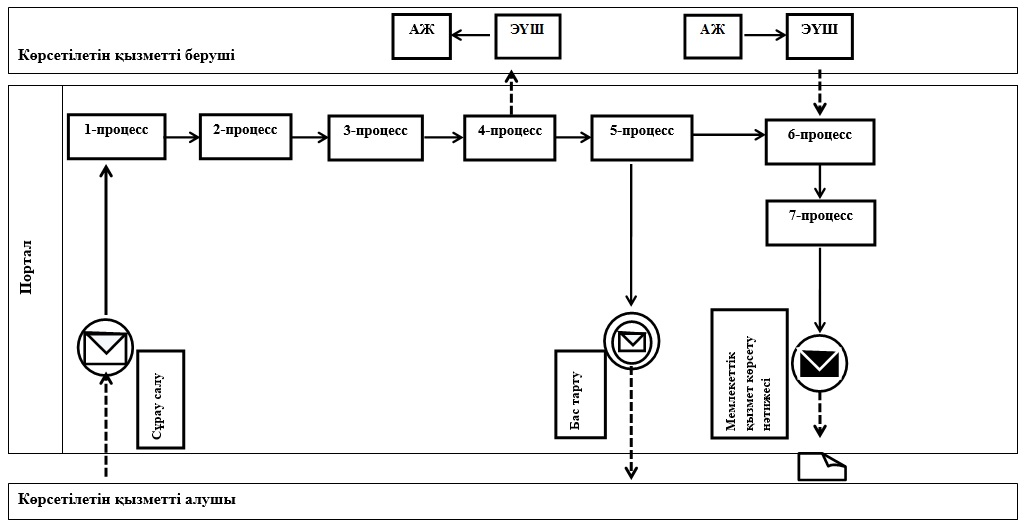 АЖ
ЭҮШ
АЖ
ЭҮШ
Көрсетілетін қызметті беруші
1-процесс
2-процесс
3-процесс
4-процесс
5-процесс
6-процесс
7-процесс
Портал
Сұрау салу
Бас тарту
Мемлекеттік
қызмет көрсету
нәтижесі
Көрсетілетін қызметті алушы